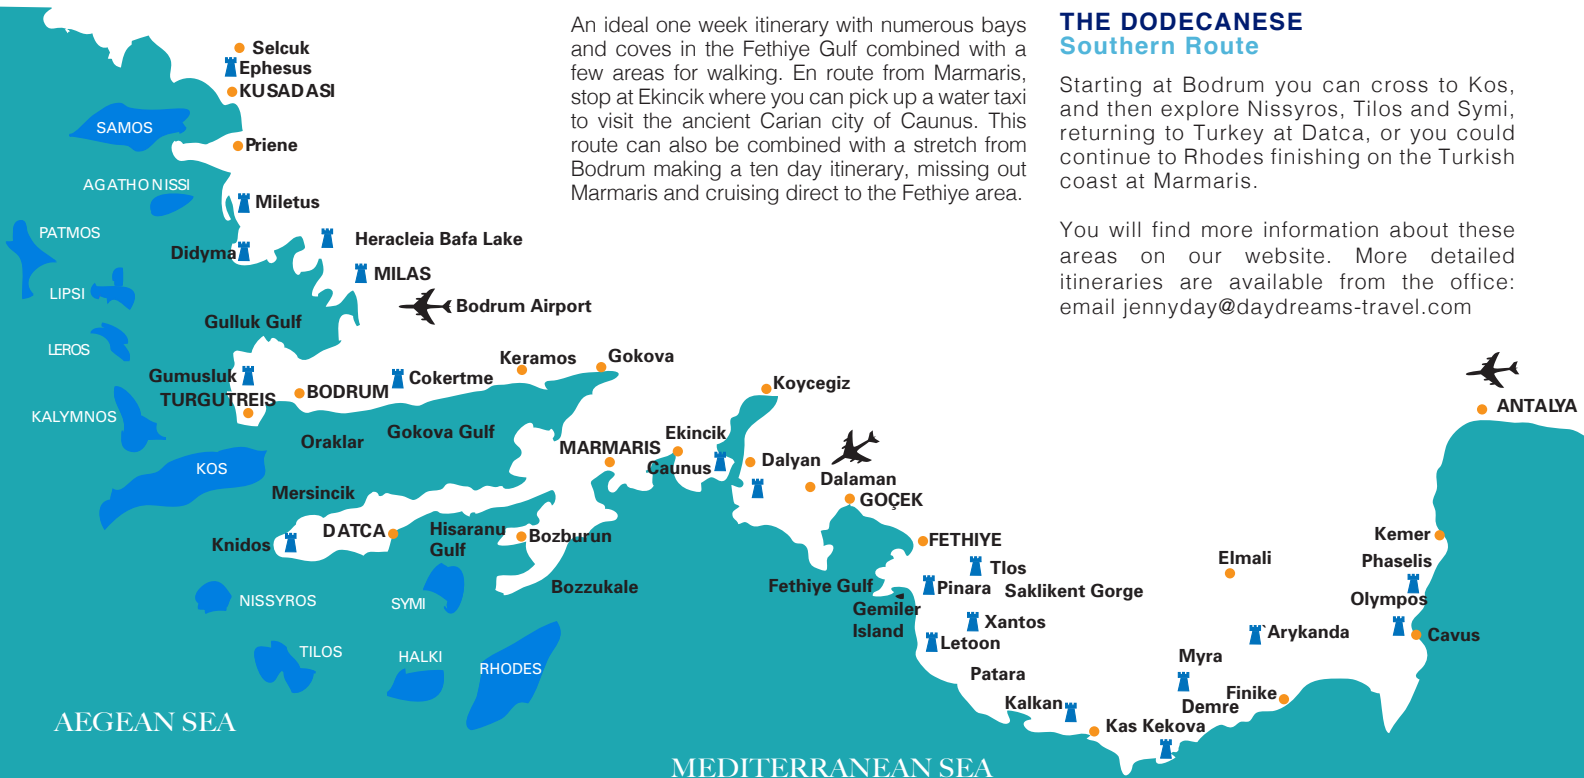 An ideal one week itinerary with numerous bays
and coves in the Fethiye Gulf combined with a
few areas for walking. En route from Marmaris,
stop at Ekincik where you can pick up a water taxi
to visit the ancient Carian city of Caunus. This
route can also be combined with a stretch from
Bodrum making a ten day itinerary, missing out
Marmaris and cruising direct to the Fethiye area.
THE DODECANESE
Southern Route
Starting at Bodrum you can cross to Kos,
and then explore Nissyros, Tilos and Symi,
returning to Turkey at Datca, or you could
continue to Rhodes finishing on the Turkish
coast at Marmaris.
You will find more information about these
areas on our website. More detailed
itineraries are available from the office:
email jennyday@daydreams-travel.com
Selcuk
Ephesus
KUSADASI
SAMOS
Priene
AGATHONISSI
Miletus
PATMOS
Heracleia Bafa Lake
Didyma
MILAS
LIPSI
Bodrum Airport
Gulluk Gulf
LEROS
Keramos
Gokova
Gumusluk
Cokertme
Koycegiz
TURGUTREIS
BODRUM
ANTALYA
KALYMNOS
Oraklar
Gokova Gulf
Ekincik
MARMARIS
KOS
Caunus
Dalyan
Dalaman
Mersincik
GOÇEK
DATCA
Hisaranu
Gulf
Bozburun
Knidos
FETHIYE
Kemer
Phaselis
Elmali
Tlos
Fethiye Gulf
Pinara
Saklikent Gorge
Bozzukale
NISSYROS
SYMI
Gemiler
Island
Olympos
Xantos
`Arykanda
Cavus
Letoon
TILOS
HALKI
RHODES
Myra
Patara
Finike
Kalkan
Demre
Kas Kekova
AEGEAN SEA
MEDITERRANEAN SEA